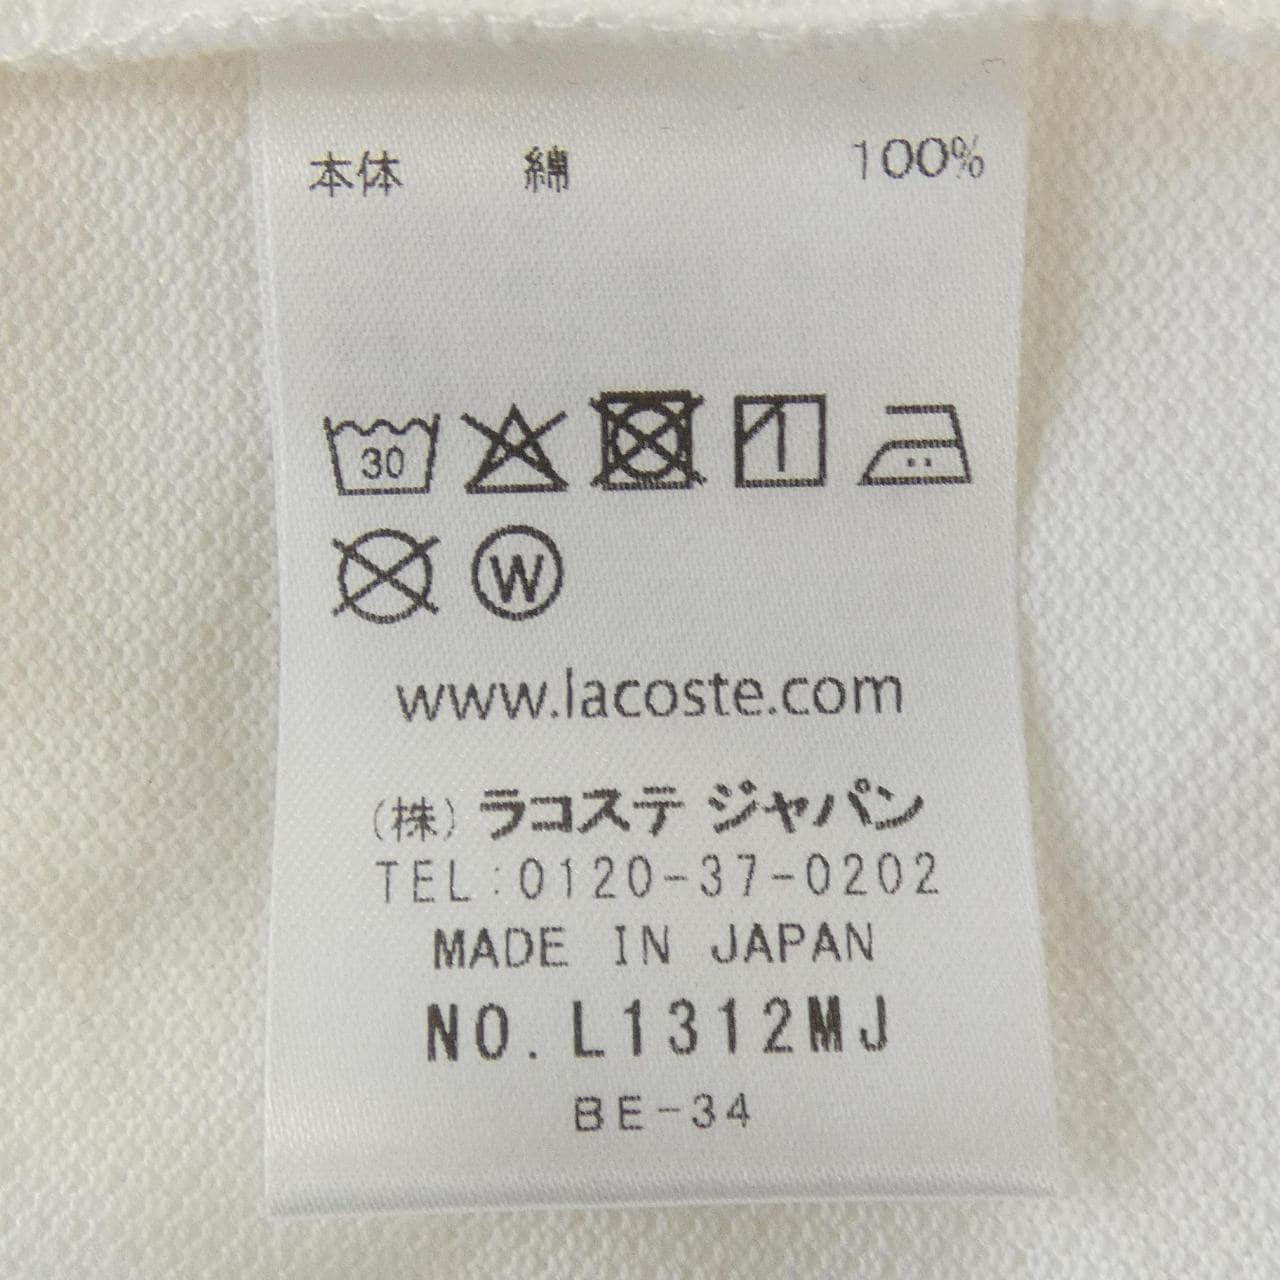 本体 綿 100%
30
W
www.lacoste.com
(株) ラコステ ジャパン
TEL:0120-37-0202
MADE IN JAPAN
NO. L1312MJ
BE-34